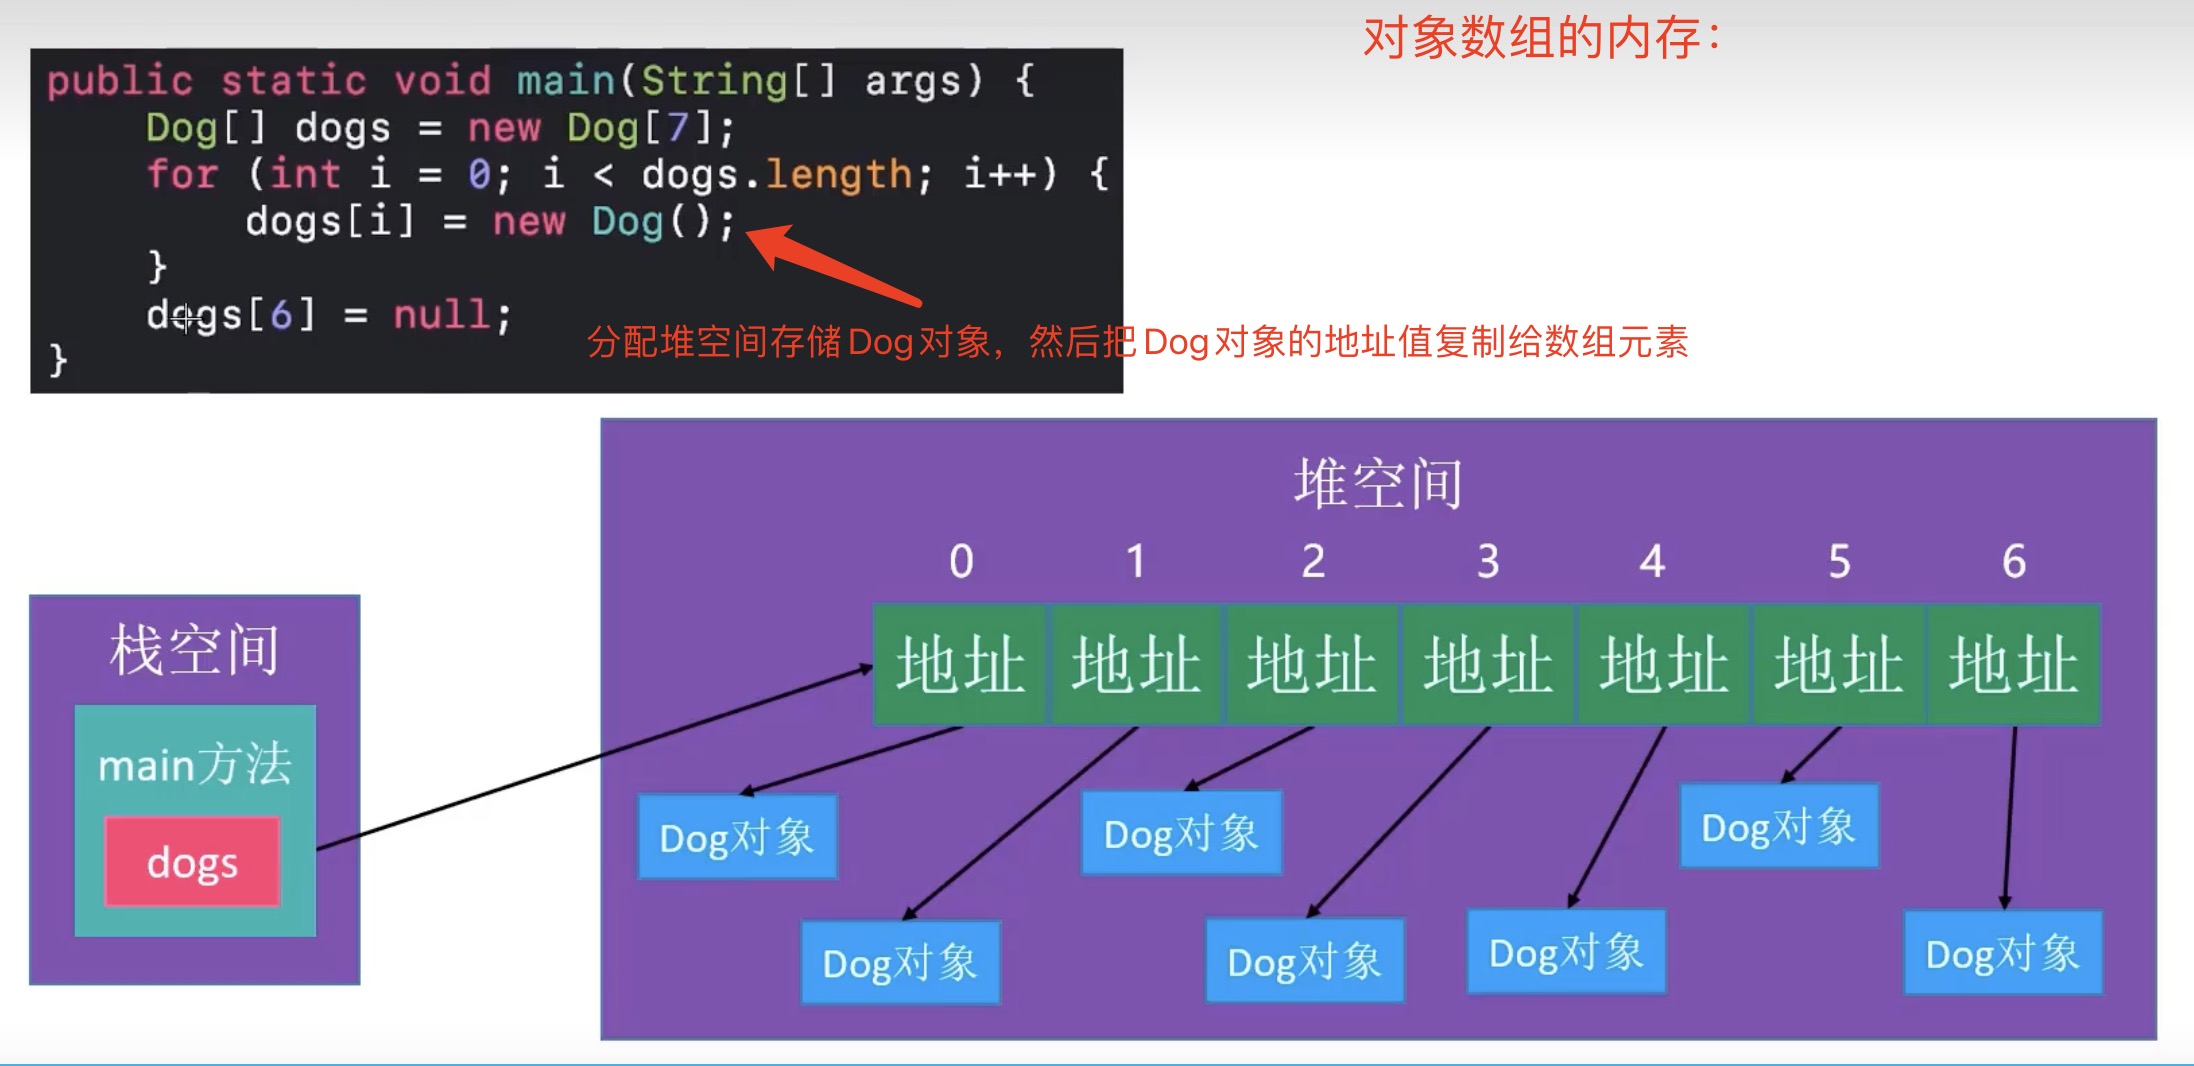 对象数组的内存：
public static void main(String[] args) {
Dog[] dogs = new Dog[7];
for (int i = 0; i < dogs.length; i++) {
dogs[i] = new Dog();
}
dogs[6] = null;
}
分配堆空间存储Dog对象，然后把Dog对象的地址值复制给数组元素
堆空间
0 1 2 3 4 5 6
地址 地址 地址 地址 地址 地址 地址
栈空间
main方法
dogs
Dog对象 Dog对象 Dog对象
Dog对象 Dog对象 Dog对象 Dog对象